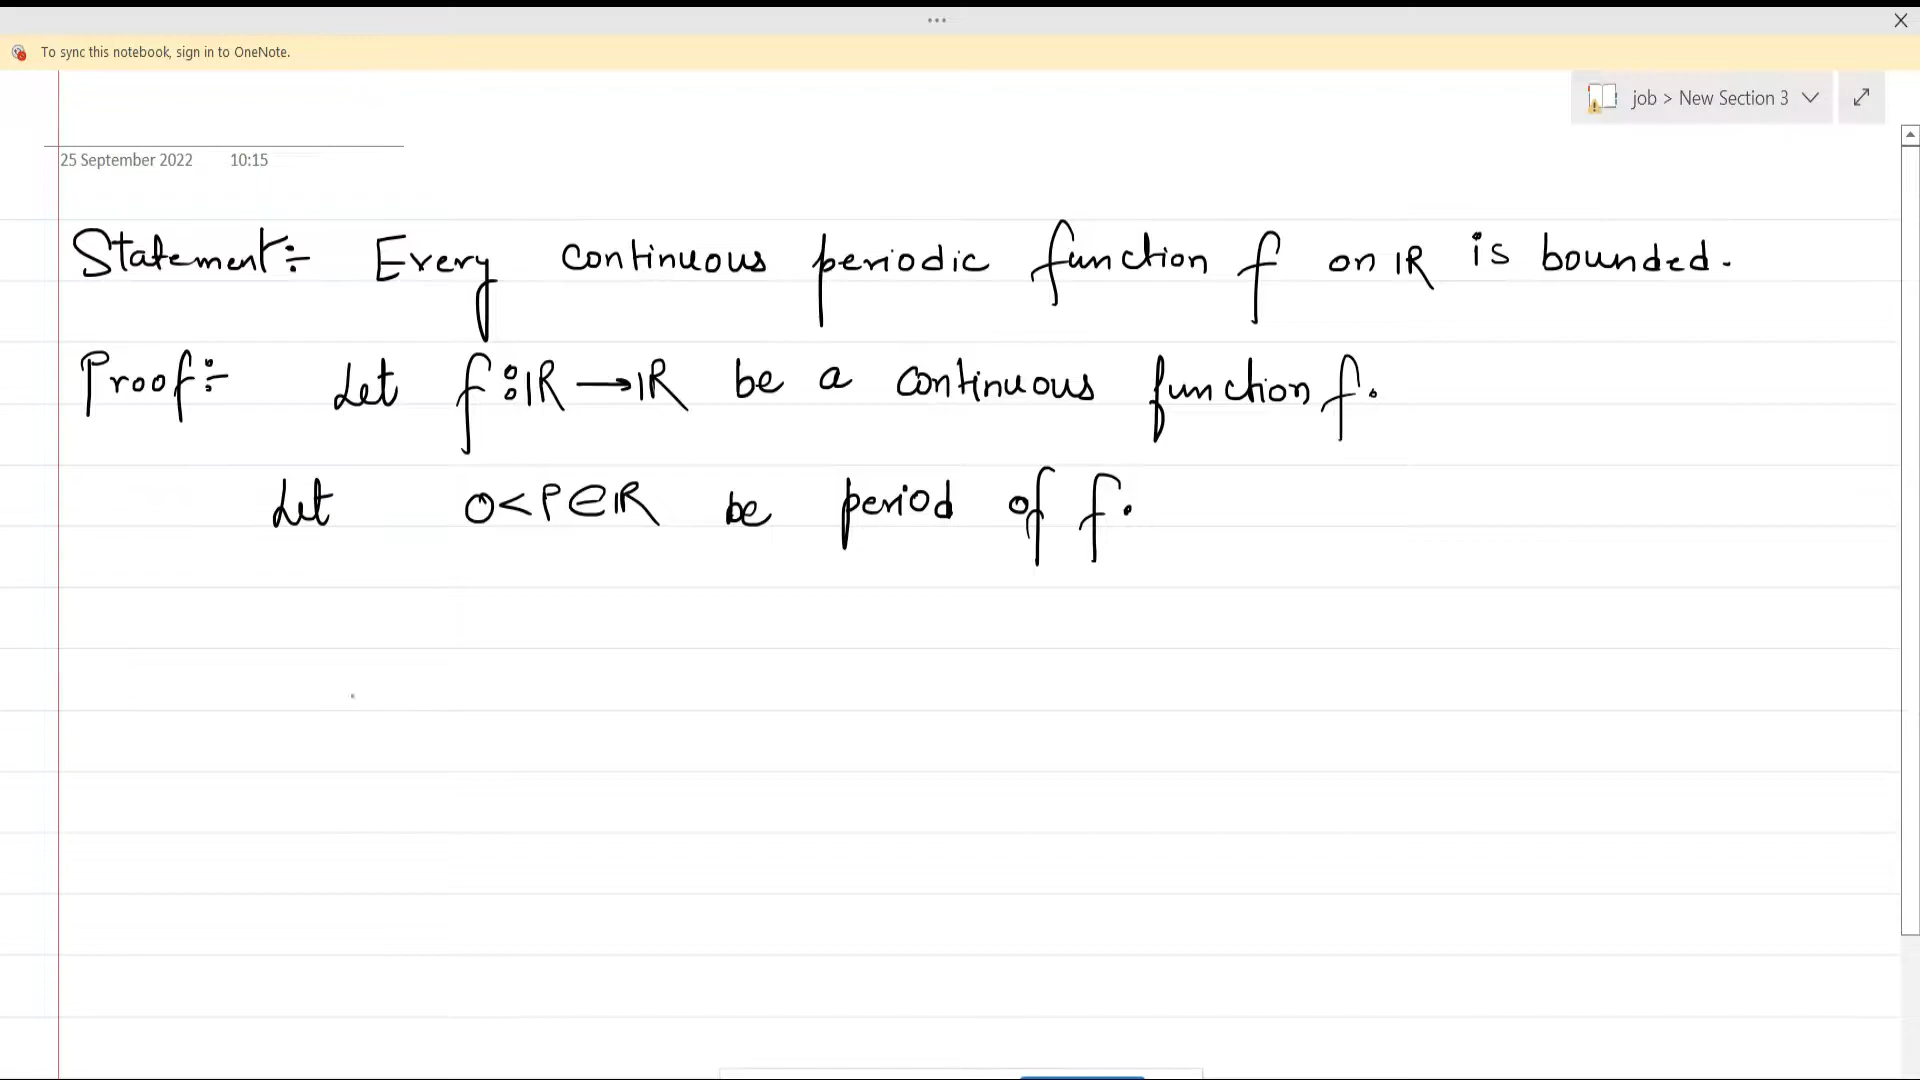 To sync this notebook, sign in to OneNote.
job > New Section 3
25 September 2022 10:15
Statement:- Every continuous periodic function f on ℝ is bounded.
Proof:- Let f:ℝ→ℝ be a continuous function f.
Let 0<P∈ℝ be period of f.